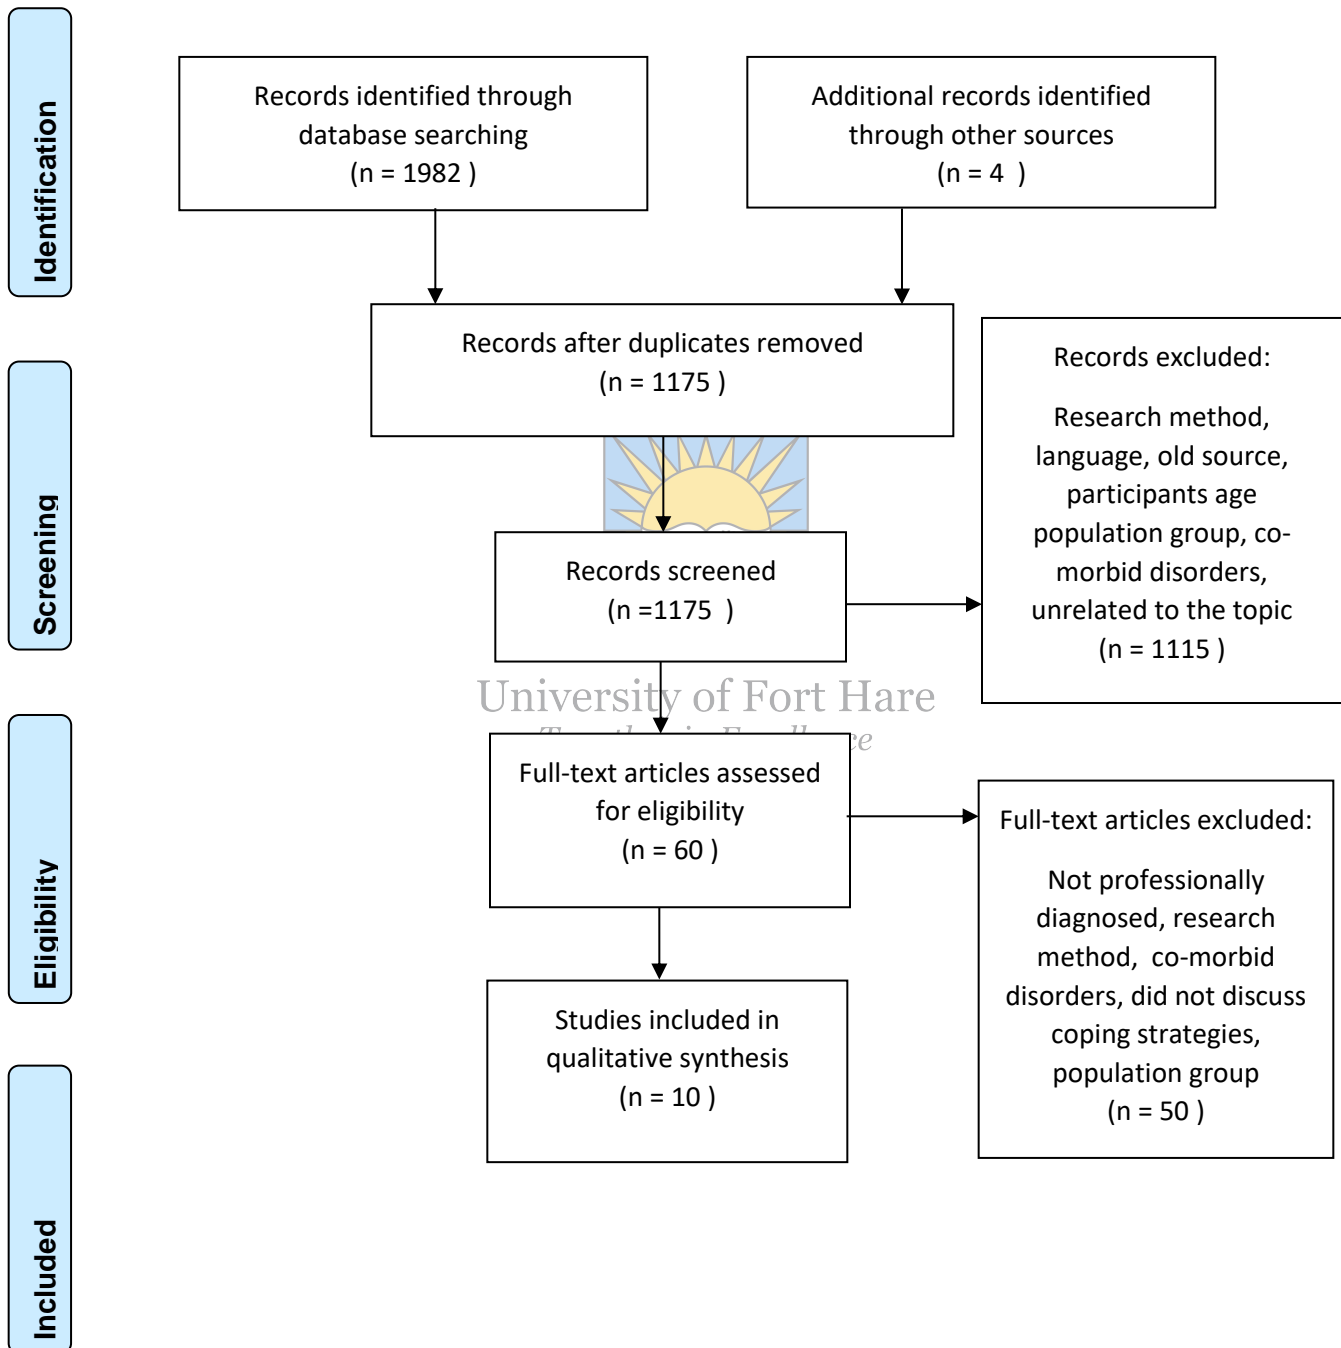 Identification
Records identified through
database searching
(n = 1982 )
Additional records identified
through other sources
(n = 4 )
Records after duplicates removed
(n = 1175 )
Screening
Records screened
(n =1175 )
Records excluded:
Research method,
language, old source,
participants age
population group, co-
morbid disorders,
unrelated to the topic
(n = 1115 )
University of Fort Hare
Eligibility
Full-text articles assessed
for eligibility
(n = 60 )
Full-text articles excluded:
Not professionally
diagnosed, research
method, co-morbid
disorders, did not discuss
coping strategies,
population group
(n = 50 )
Included
Studies included in
qualitative synthesis
(n = 10 )